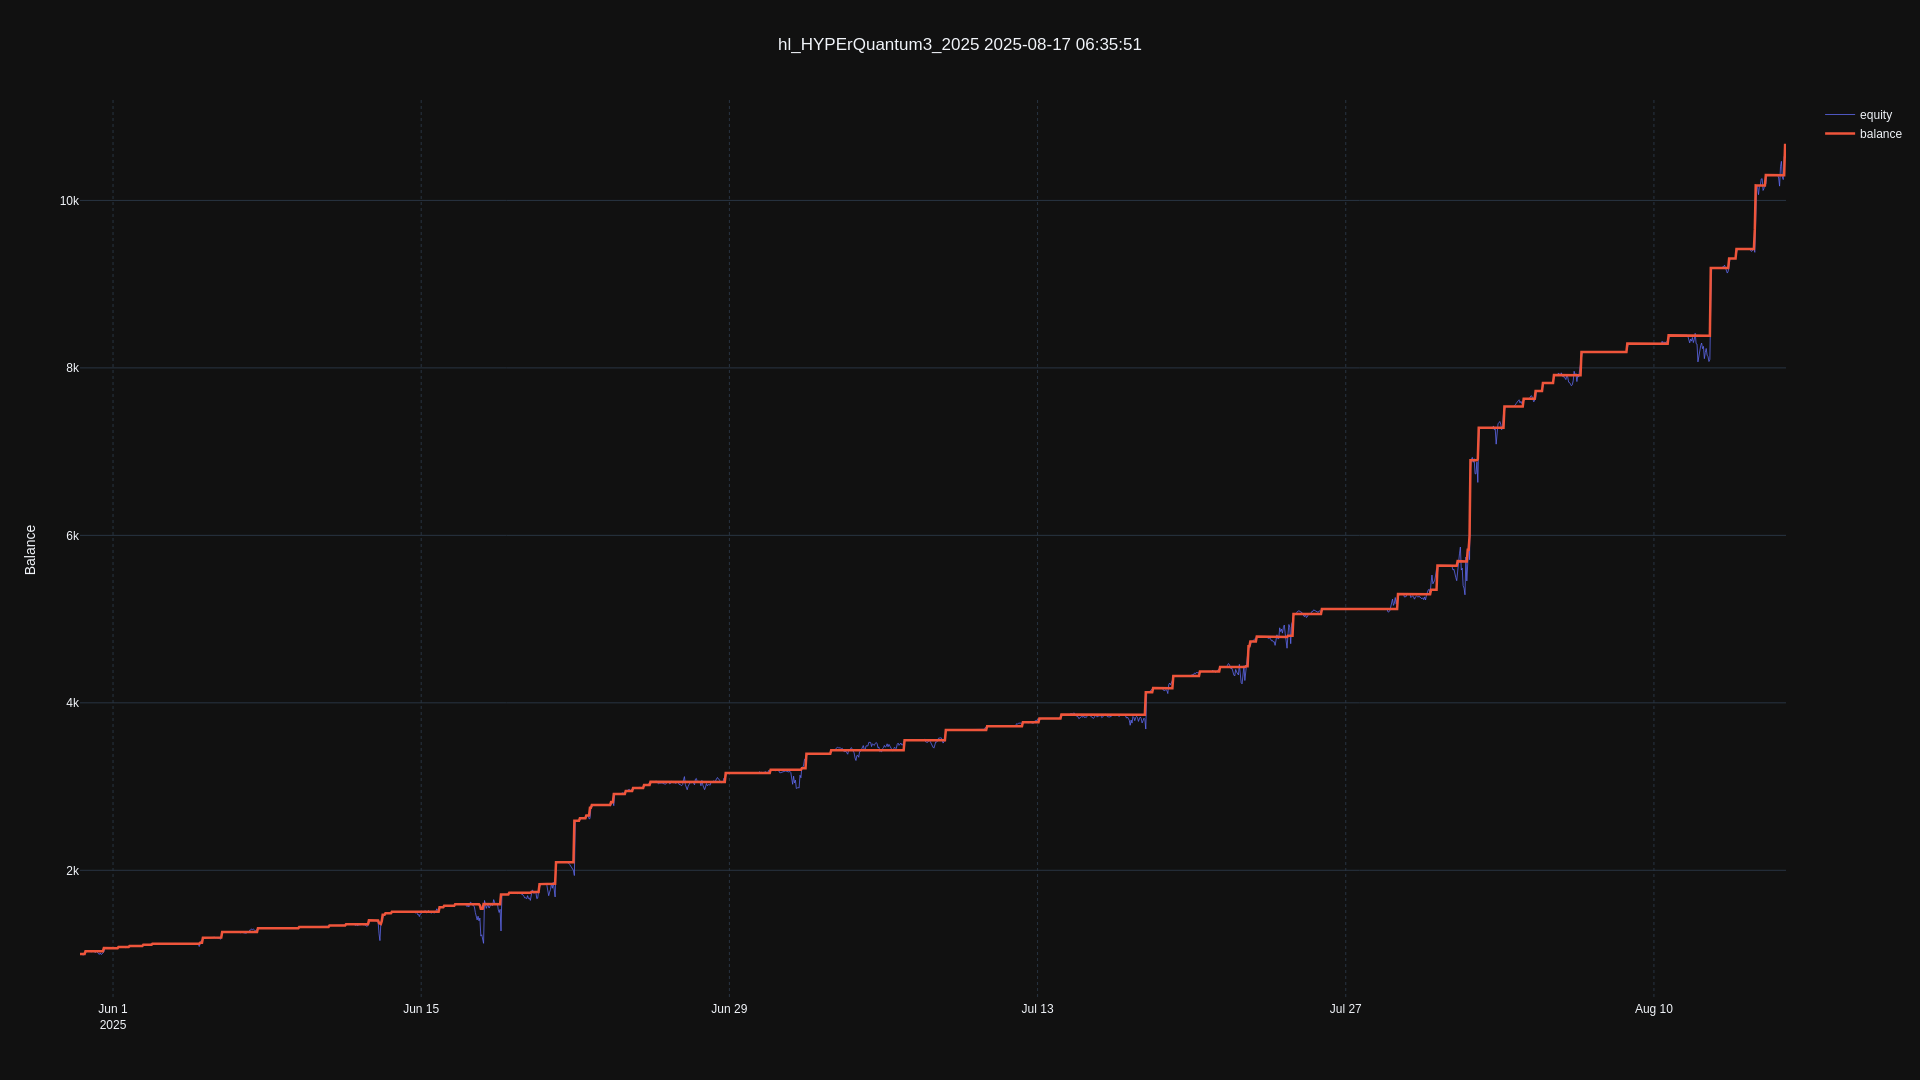 hl_HYPErQuantum3_2025 2025-08-17 06:35:51
equity
balance
10k
8k
6k
4k
2k
Balance
Jun 1
2025
Jun 15
Jun 29
Jul 13
Jul 27
Aug 10